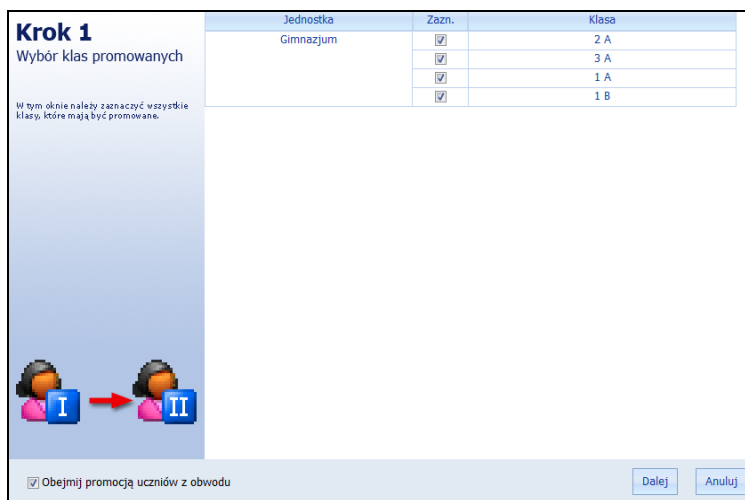 Krok 1
Wybór klas promowanych
W tym oknie należy zaznaczyć wszystkie
klasy, które mają być promowane.
Jednostka Zazn. Klasa
Gimnazjum 2 A
3 A
1 A
1 B
I II
Obejmij promocją uczniów z obwodu
Dalej Anuluj